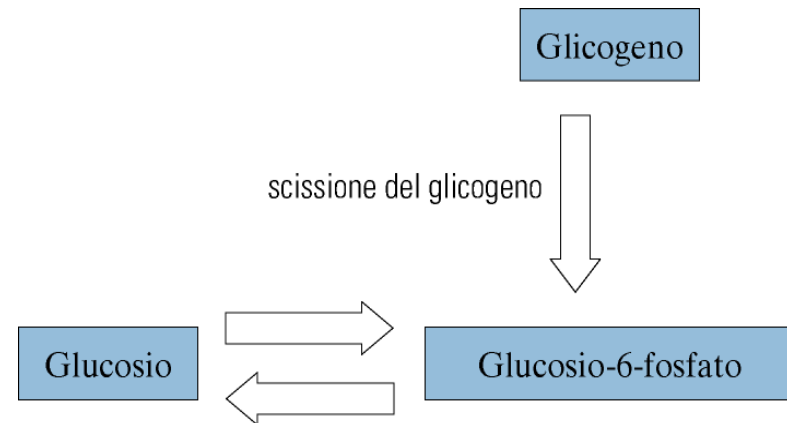 Glicogeno
scissione del glicogeno
Glucosio
Glucosio-6-fosfato